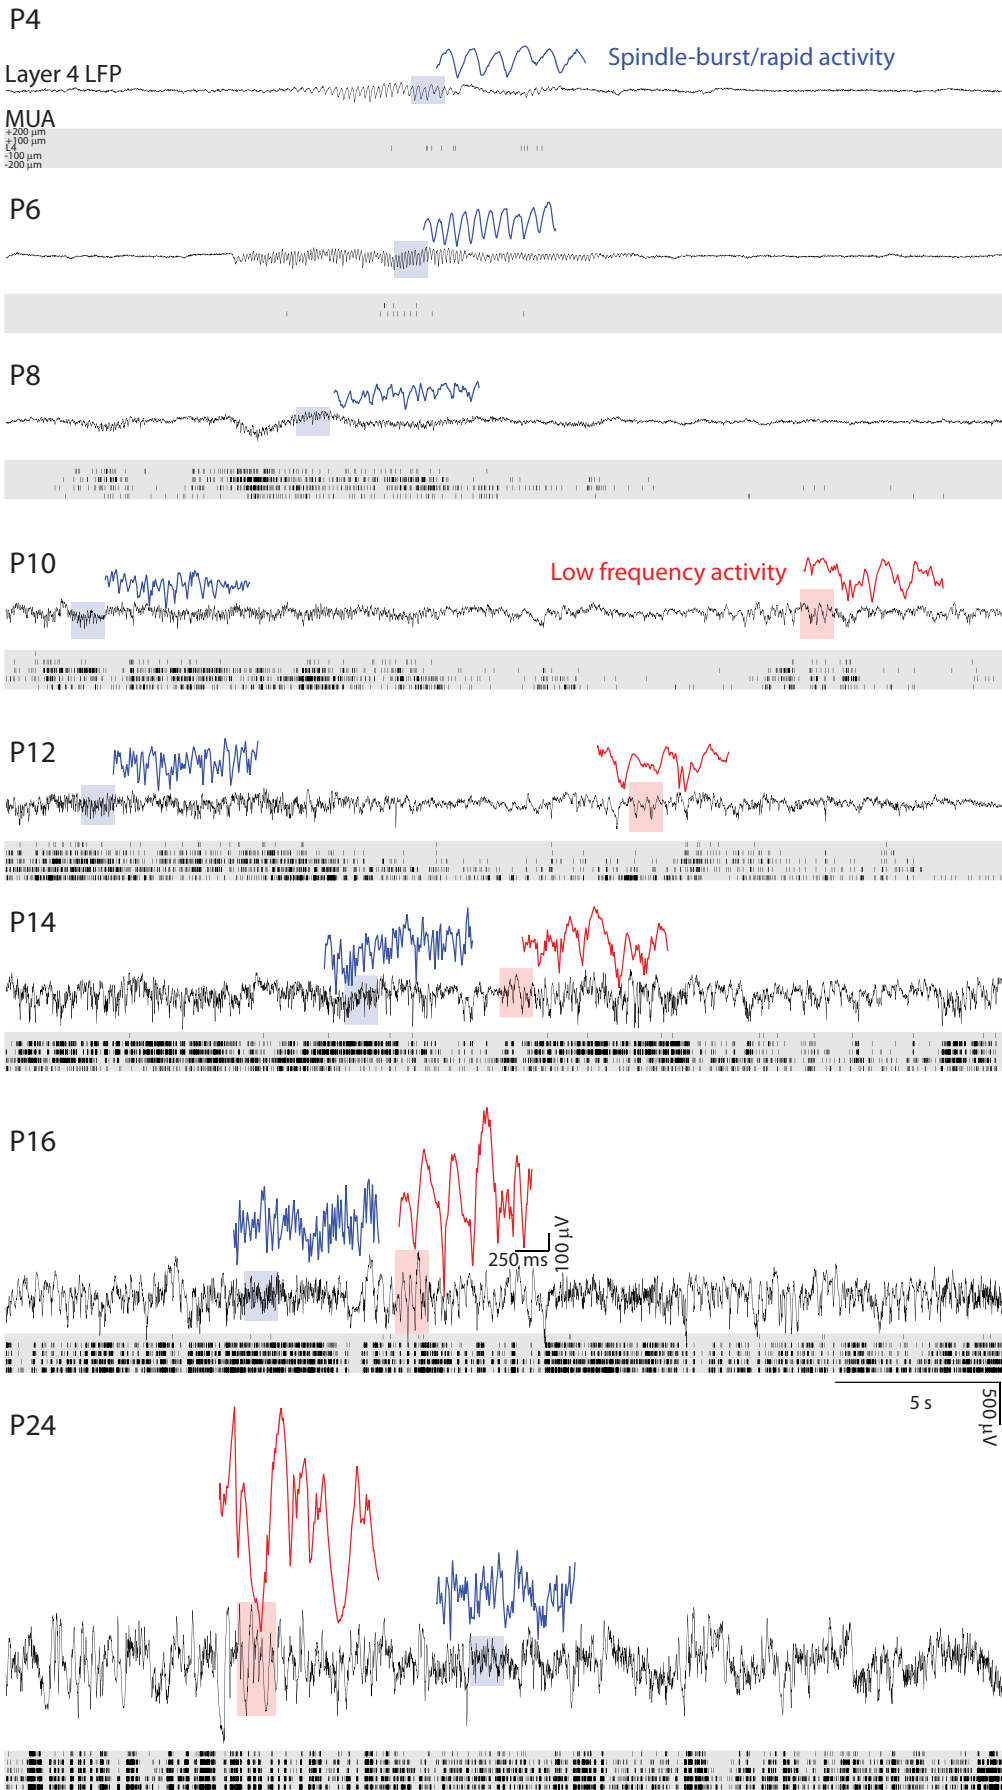 P4
Spindle-burst/rapid activity
Layer 4 LFP
MUA
+200 µm
+100 µm
L4
-100 µm
-200 µm
P6
P8
P10
Low frequency activity
P12
P14
P16
250 ms
100 µV
5 s
500 µV
P24